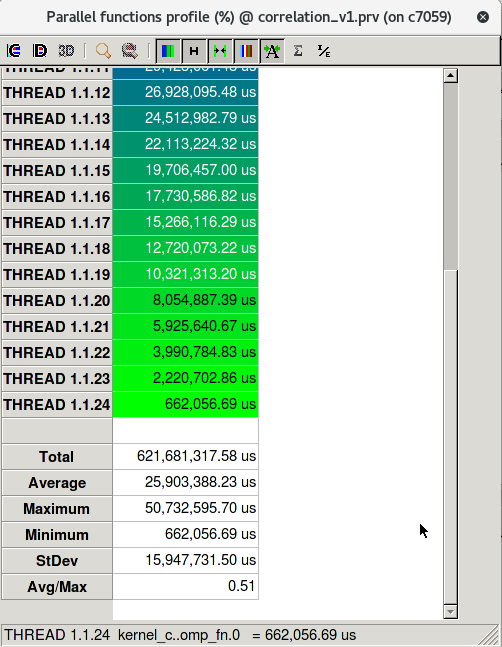 Parallel functions profile (%) @ correlation_v1.prv (on c7059)
3D H A Σ I/E
THREAD 1.1.12 26,928,095.48 us
THREAD 1.1.13 24,512,982.79 us
THREAD 1.1.14 22,113,224.32 us
THREAD 1.1.15 19,706,457.00 us
THREAD 1.1.16 17,730,586.82 us
THREAD 1.1.17 15,266,116.29 us
THREAD 1.1.18 12,720,073.22 us
THREAD 1.1.19 10,321,313.20 us
THREAD 1.1.20 8,054,887.39 us
THREAD 1.1.21 5,925,640.67 us
THREAD 1.1.22 3,990,784.83 us
THREAD 1.1.23 2,220,702.86 us
THREAD 1.1.24 662,056.69 us
Total 621,681,317.58 us
Average 25,903,388.23 us
Maximum 50,732,595.70 us
Minimum 662,056.69 us
StDev 15,947,731.50 us
Avg/Max 0.51
THREAD 1.1.24 kernel_c..omp_fn.0 = 662,056.69 us